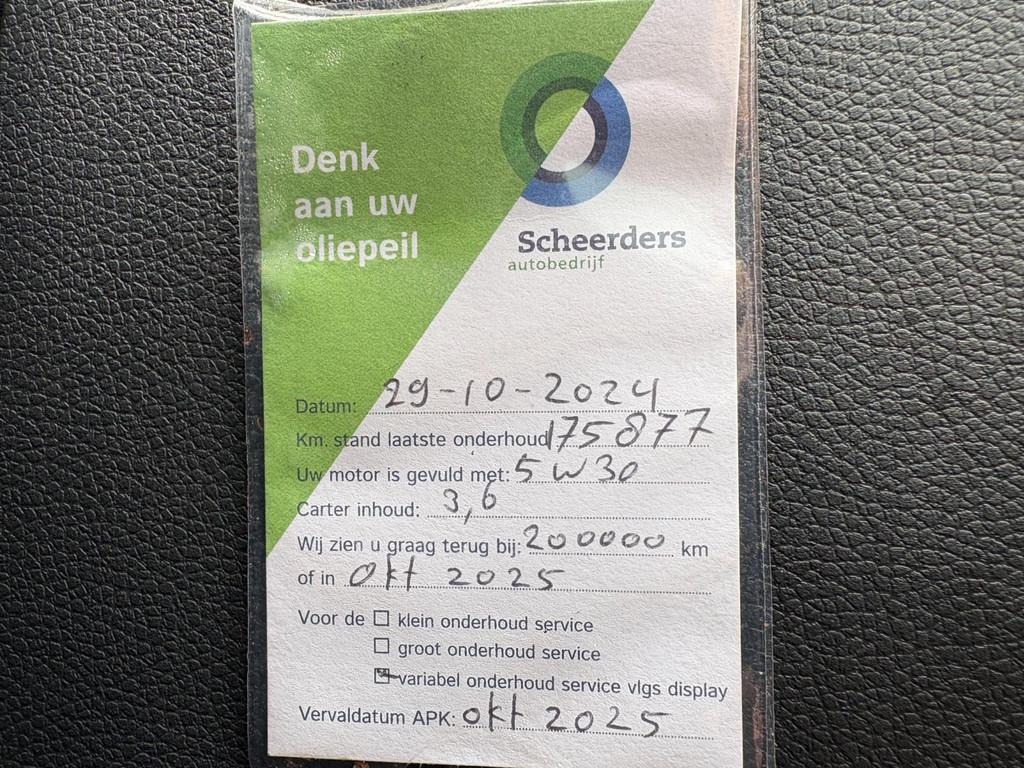 Denk
aan uw
oliepeil
Scheerders
autobedrijf
Datum: 29-10-2024
Km. stand laatste onderhoud 175877
Uw motor is gevuld met: 5W30
Carter inhoud: 3,6
Wij zien u graag terug bij: 200000 km
of in okt 2025
Voor de ☐ klein onderhoud service
☐ groot onderhoud service
☒ variabel onderhoud service vlgs display
Vervaldatum APK: okt 2025